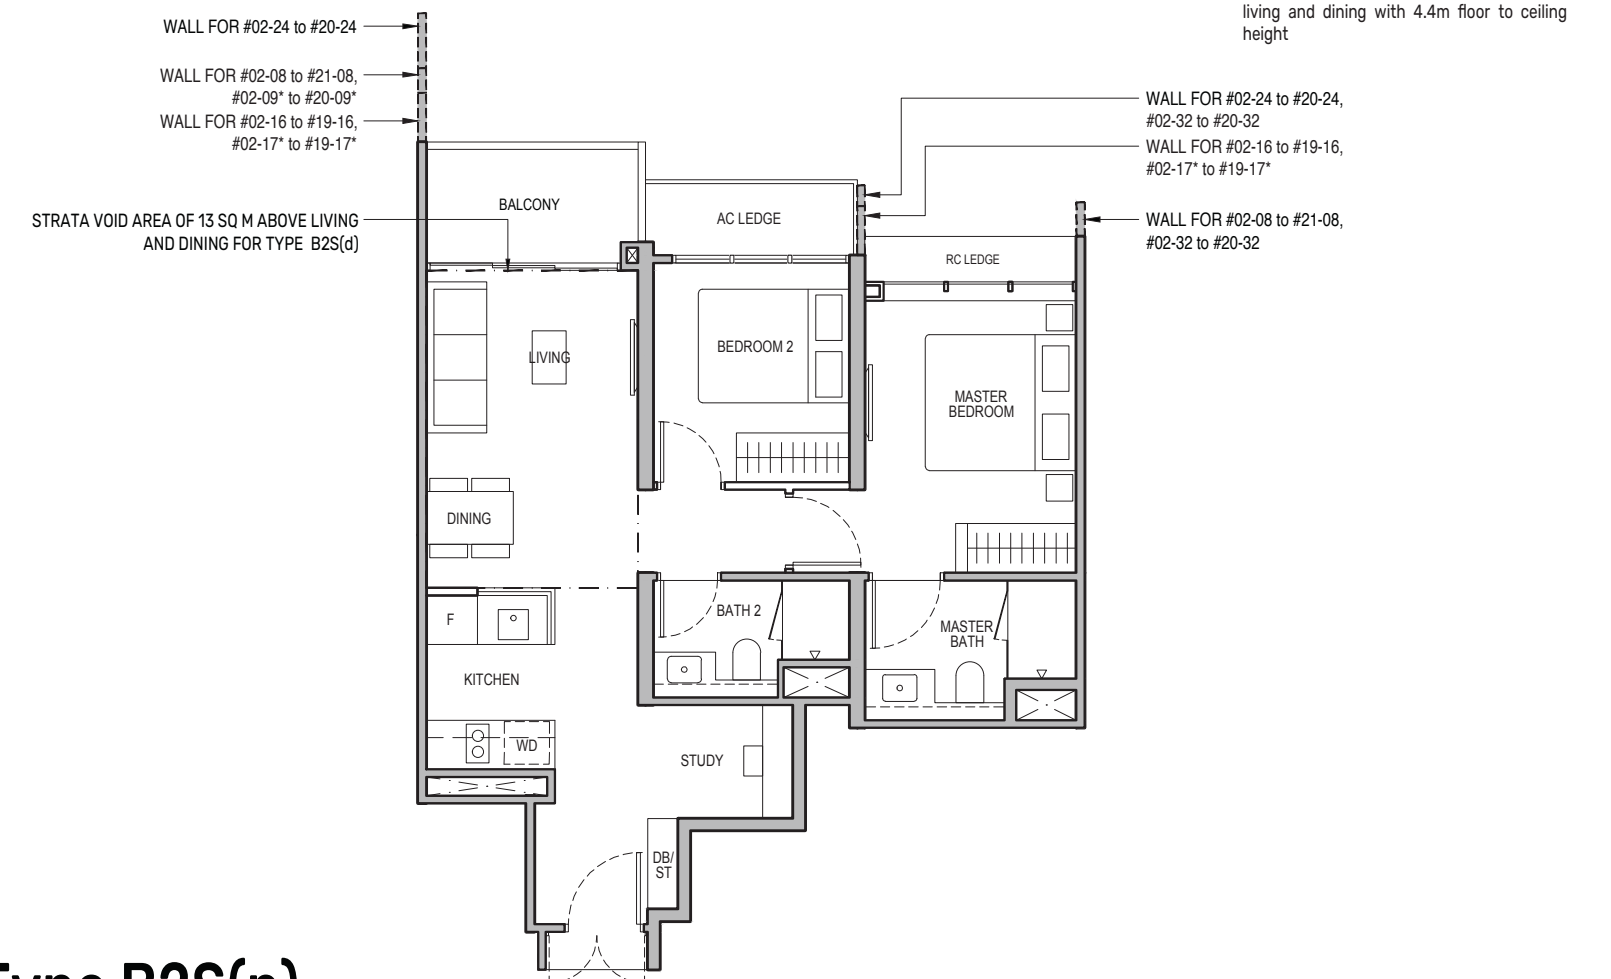 living and dining with 4.4m floor to ceiling
height
WALL FOR #02-24 to #20-24
WALL FOR #02-08 to #21-08,
#02-09* to #20-09*
WALL FOR #02-16 to #19-16,
#02-17* to #19-17*
STRATA VOID AREA OF 13 SQ M ABOVE LIVING
AND DINING FOR TYPE B2S(d)
WALL FOR #02-24 to #20-24,
#02-32 to #20-32
WALL FOR #02-16 to #19-16,
#02-17* to #19-17*
WALL FOR #02-08 to #21-08,
#02-32 to #20-32
BALCONY
AC LEDGE
RC LEDGE
LIVING
BEDROOM 2
MASTER
BEDROOM
DINING
F
BATH 2
MASTER
BATH
KITCHEN
WD
STUDY
DB/
ST
Type B2S(p)